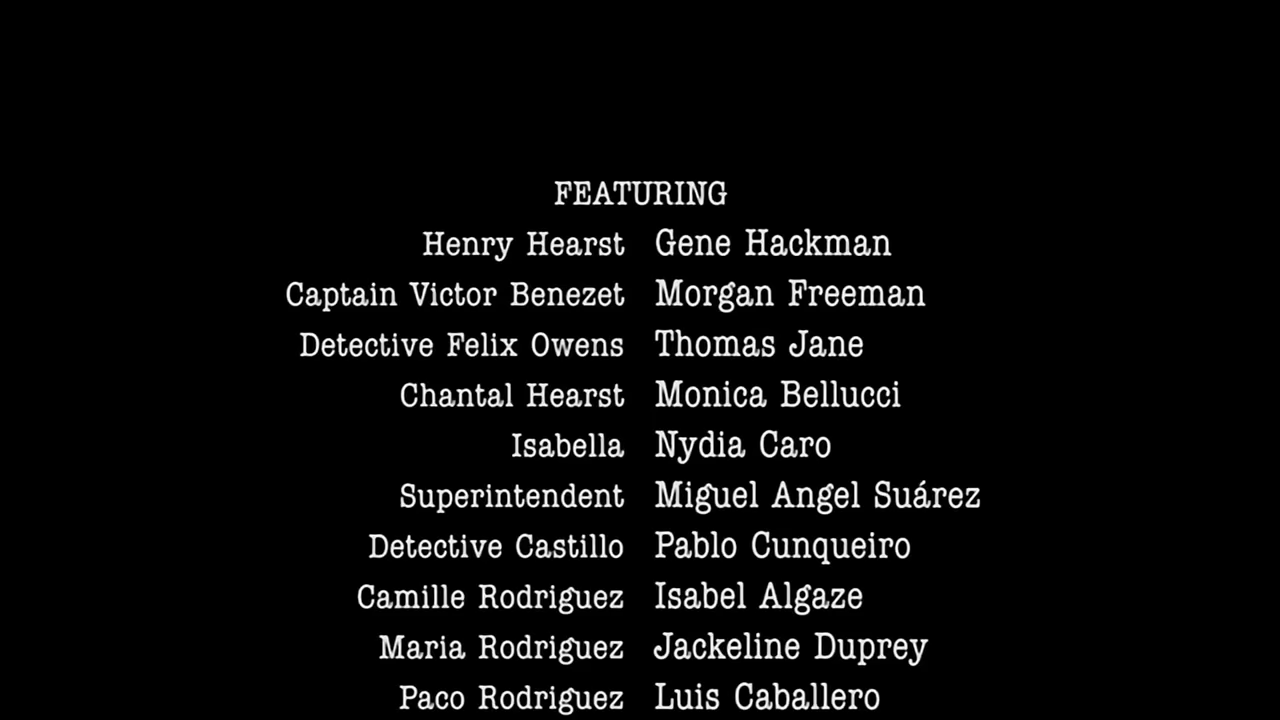 FEATURING
Henry Hearst Gene Hackman
Captain Victor Benezet Morgan Freeman
Detective Felix Owens Thomas Jane
Chantal Hearst Monica Bellucci
Isabella Nydia Caro
Superintendent Miguel Angel Suárez
Detective Castillo Pablo Cunqueiro
Camille Rodriguez Isabel Algaze
Maria Rodriguez Jackeline Duprey
Paco Rodriguez Luis Caballero